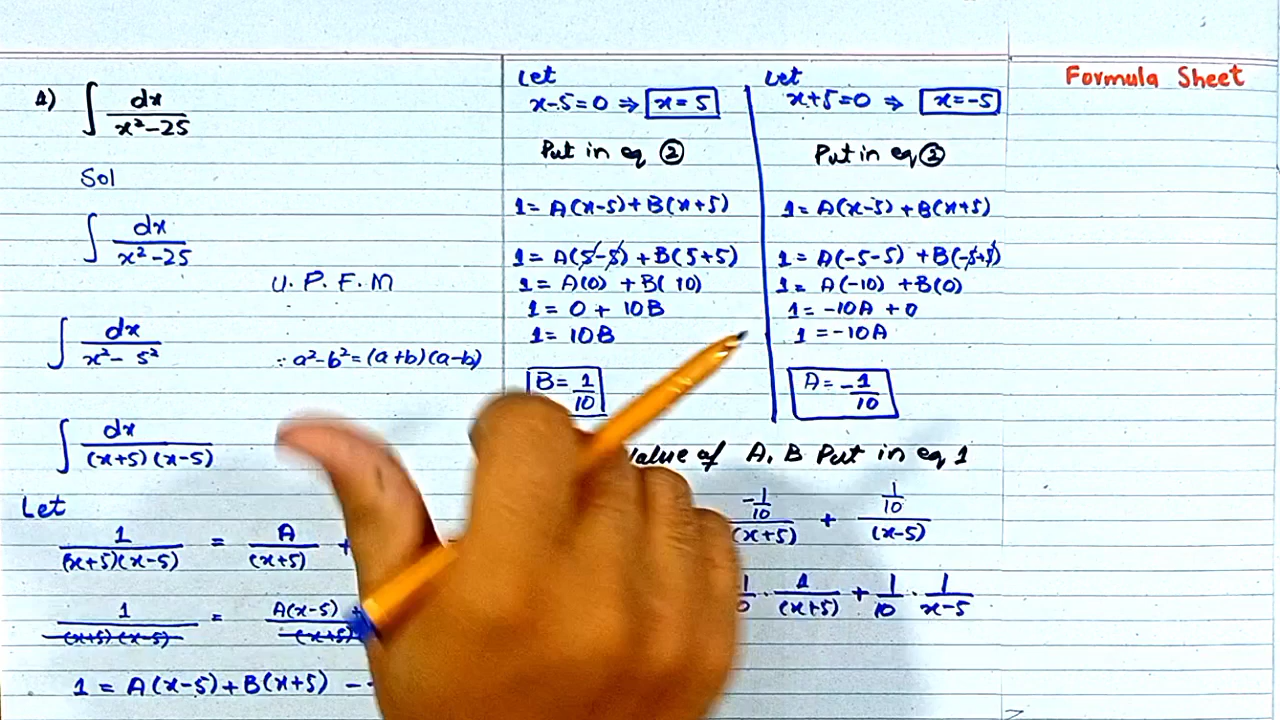 1) ∫ dx / x²-25
Sol
∫ dx / x²-25
U. P. F. M
∫ dx / x² - 5²
∵ a²-b² = (a+b)(a-b)
∫ dx / (x+5)(x-5)
Let
1 / (x+5)(x-5) = A / (x+5) +
1 / (x+5)(x-5) = A(x-5) + / (x+5)
1 = A(x-5) + B(x+5) --
Let
x-5=0 ⇒ x = 5
Put in eq ②
1 = A(x-5) + B(x+5)
1 = A(5-5) + B(5+5)
1 = A(0) + B(10)
1 = 0 + 10B
1 = 10B
B = 1/10
Let
x+5=0 ⇒ x=-5
Put in eq ②
1 = A(x-5) + B(x+5)
1 = A(-5-5) + B(-5+5)
1 = A(-10) + B(0)
1 = -10A + 0
1 = -10A
A = -1/10
Value of A, B Put in eq 1
-1/10 / (x+5) + 1/10 / (x-5)
· 1/(x+5) + 1/10 · 1/x-5
Formula Sheet